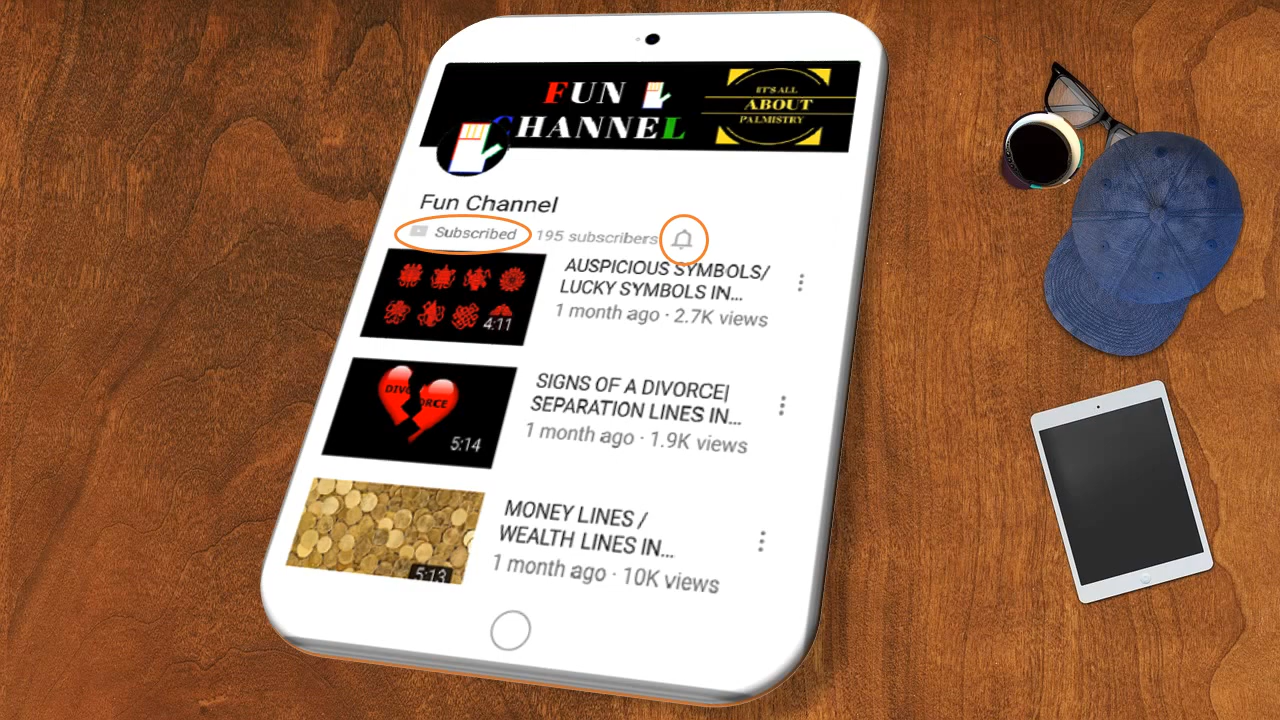 FUN
CHANNEL
IT'S ALL
ABOUT
PALMISTRY
Fun Channel
Subscribed 195 subscribers
4:11
AUSPICIOUS SYMBOLS/
LUCKY SYMBOLS IN...
1 month ago · 2.7K views
DIVORCE
5:14
SIGNS OF A DIVORCE|
SEPARATION LINES IN...
1 month ago · 1.9K views
5:13
MONEY LINES /
WEALTH LINES IN...
1 month ago · 10K views